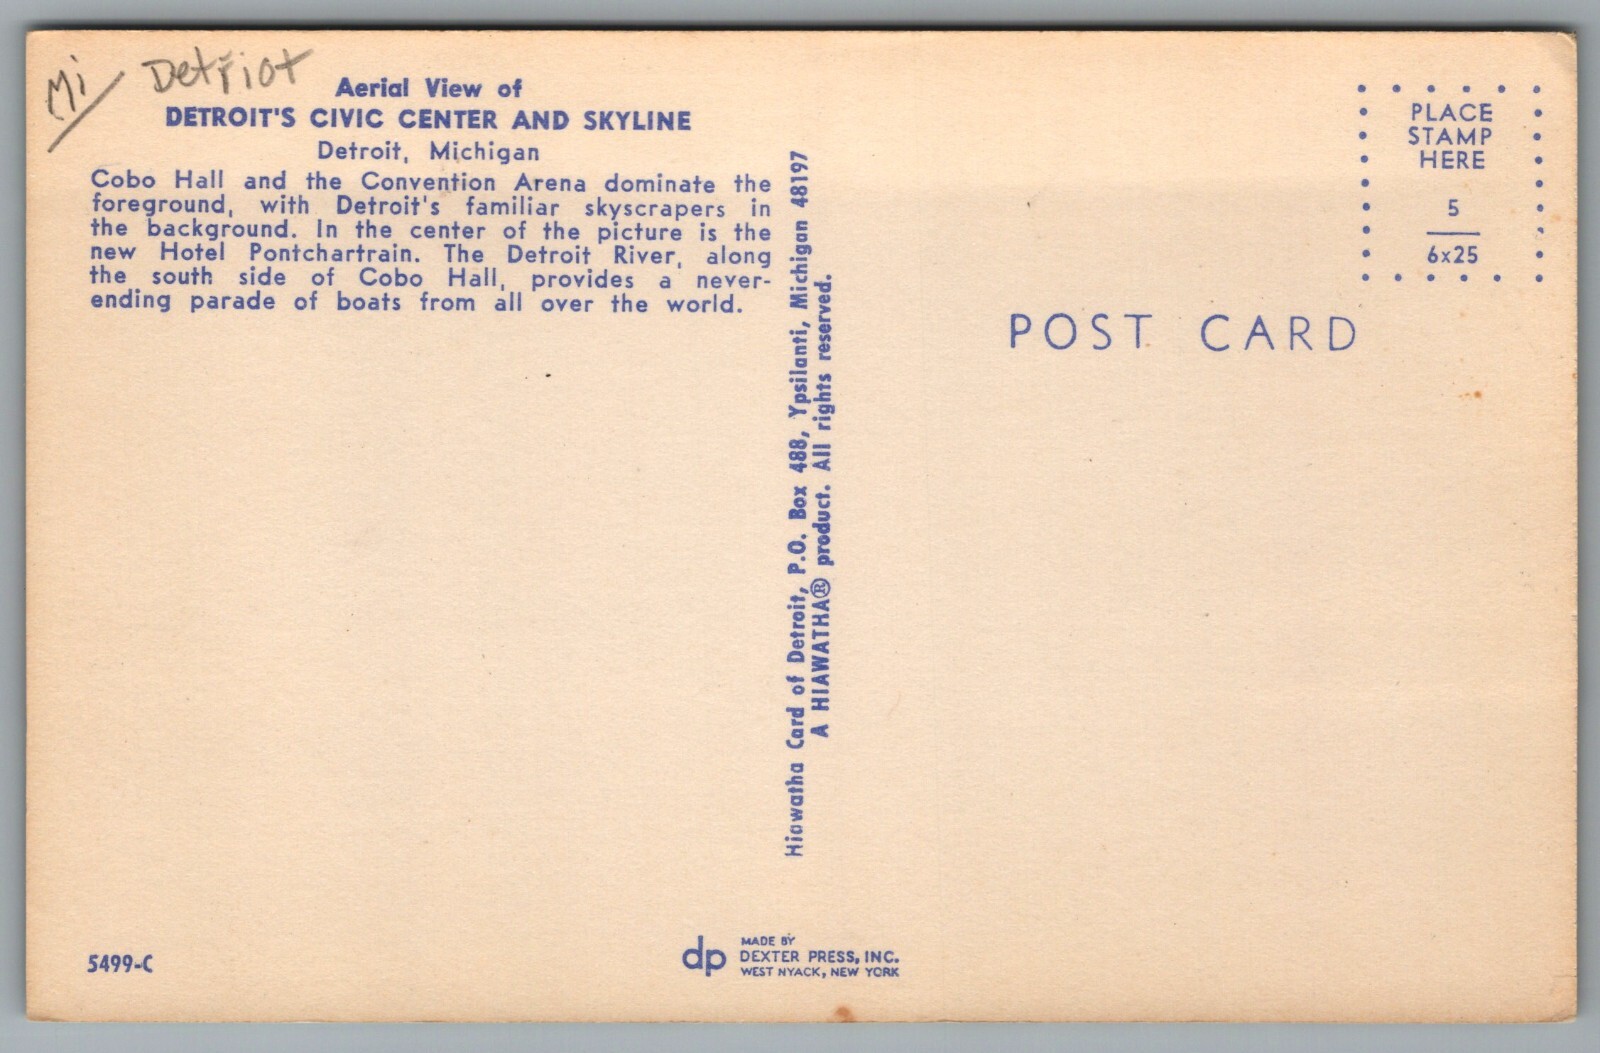 Mi
Detriot
Aerial View of
DETROIT'S CIVIC CENTER AND SKYLINE
Detroit, Michigan
Cobo Hall and the Convention Arena dominate the
foreground, with Detroit's familiar skyscrapers in
the background. In the center of the picture is the
new Hotel Pontchartrain. The Detroit River, along
the south side of Cobo Hall, provides a never-
ending parade of boats from all over the world.
Hiawatha Card of Detroit, P.O. Box 488, Ypsilanti, Michigan 48197
A HIAWATHA® product. All rights reserved.
PLACE
STAMP
HERE
5
6x25
POST CARD
5499-C
dp
MADE BY
DEXTER PRESS, INC.
WEST NYACK, NEW YORK